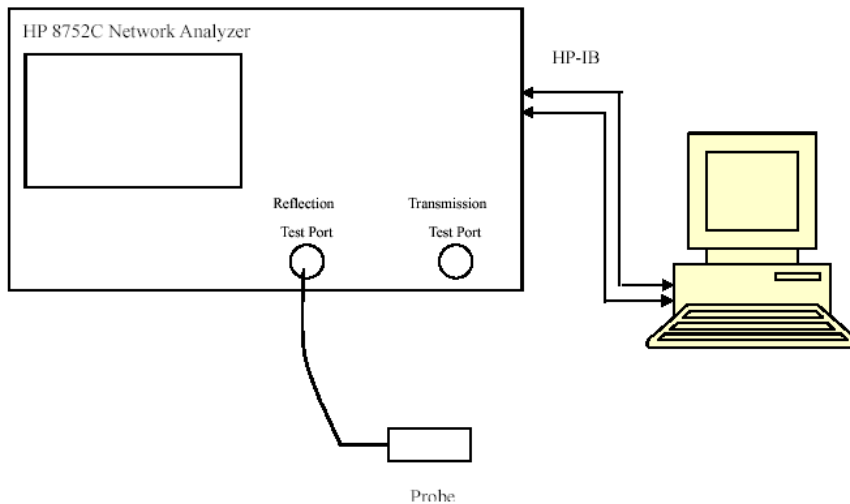 HP 8752C Network Analyzer
HP-IB
Reflection
Test Port
Transmission
Test Port
Probe